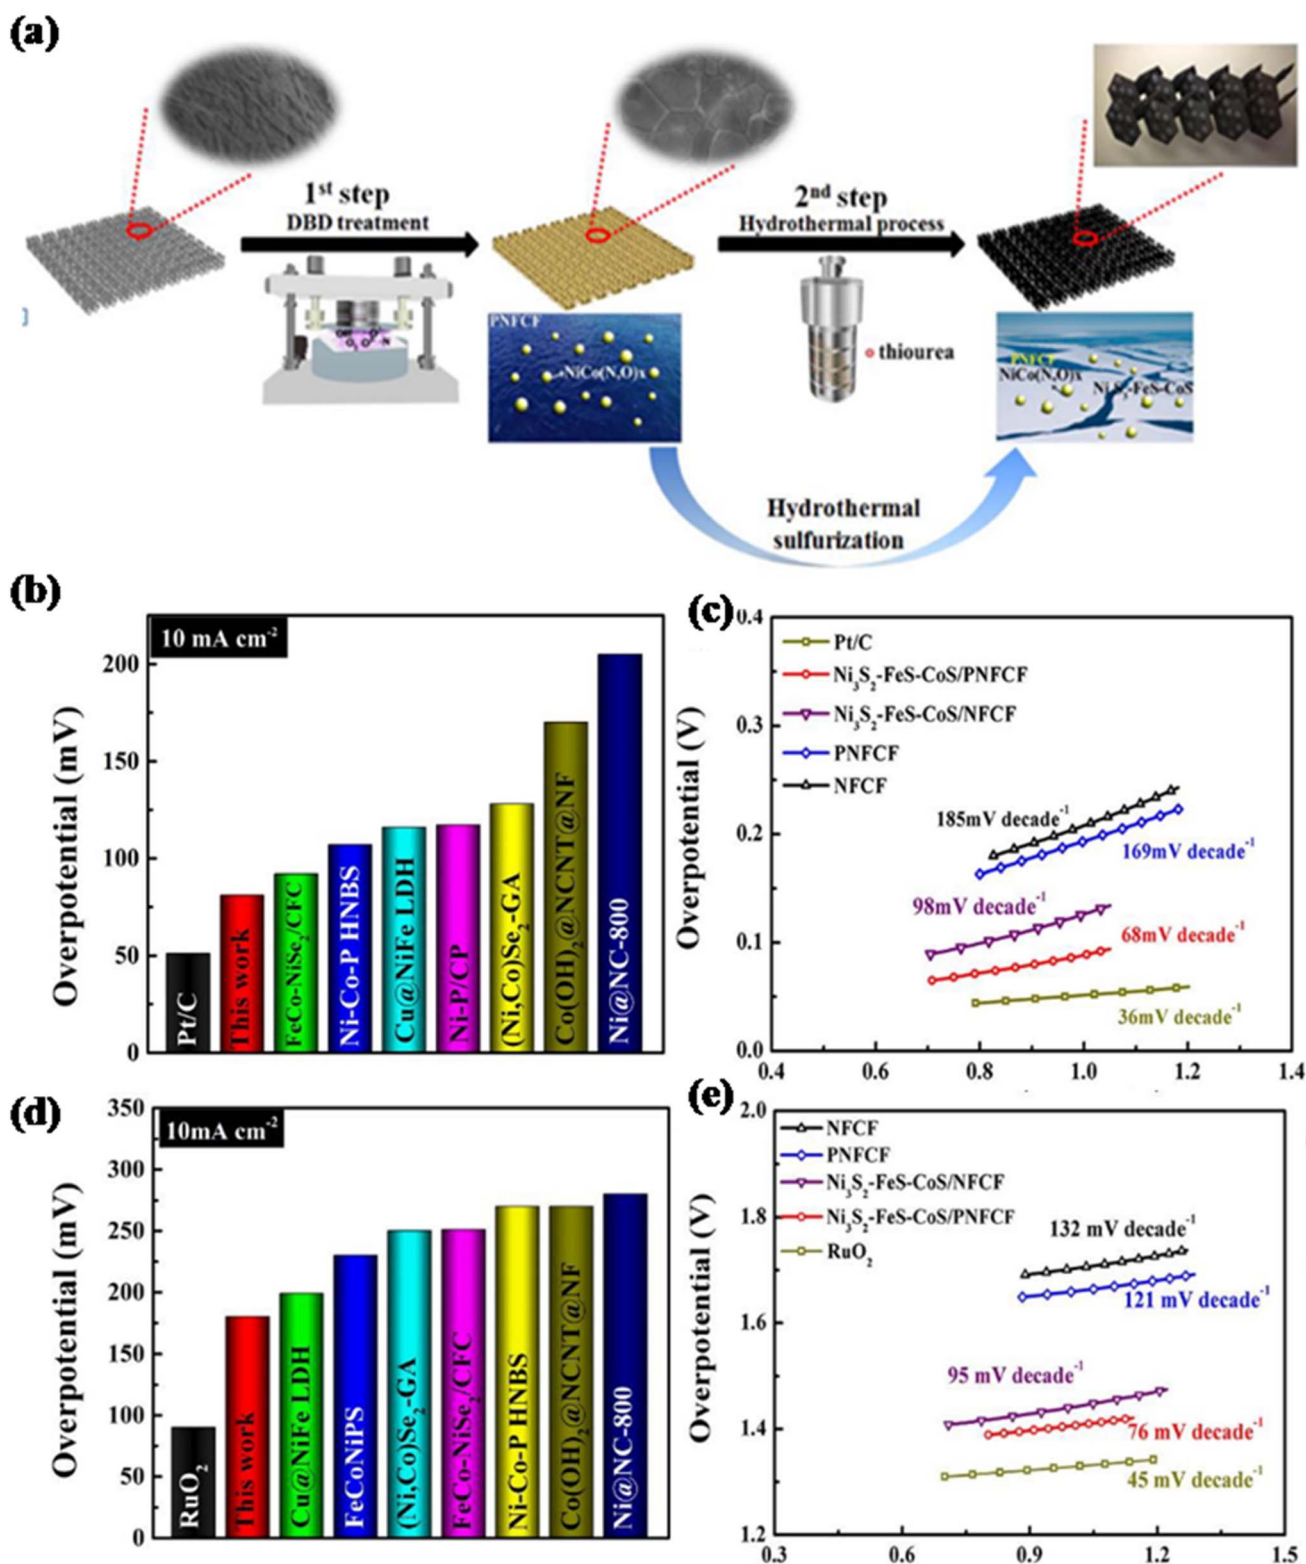 (a)
1st step
DBD treatment
2nd step
Hydrothermal process
PNFCF
NiCo(N,O)x
thiourea
PNFCF
NiCo(N,O)x
Ni3S2-FeS-CoS
Hydrothermal
sulfurization
(b)
10 mA cm-2
Overpotential (mV)
200
150
100
50
0
Pt/C
This work
FeCo-NiSe2/CFC
Ni-Co-P HNBS
Cu@NiFe LDH
Ni-P/CP
(Ni,Co)Se2-GA
Co(OH)2@NCNT@NF
Ni@NC-800
(c)
Overpotential (V)
0.4
0.3
0.2
0.1
0.0
Pt/C
Ni3S2-FeS-CoS/PNFCF
Ni3S2-FeS-CoS/NFCF
PNFCF
NFCF
185mV decade-1
169mV decade-1
98mV decade-1
68mV decade-1
36mV decade-1
0.4 0.6 0.8 1.0 1.2 1.4
(d)
10mA cm-2
Overpotential (mV)
350
300
250
200
150
100
50
0
RuO2
This work
Cu@NiFe LDH
FeCoNiPS
(Ni,Co)Se2-GA
FeCo-NiSe2/CFC
Ni-Co-P HNBS
Co(OH)2@NCNT@NF
Ni@NC-800
(e)
Overpotential (V)
2.0
1.8
1.6
1.4
1.2
NFCF
PNFCF
Ni3S2-FeS-CoS/NFCF
Ni3S2-FeS-CoS/PNFCF
RuO2
132 mV decade-1
121 mV decade-1
95 mV decade-1
76 mV decade-1
45 mV decade-1
0.3 0.6 0.9 1.2 1.5